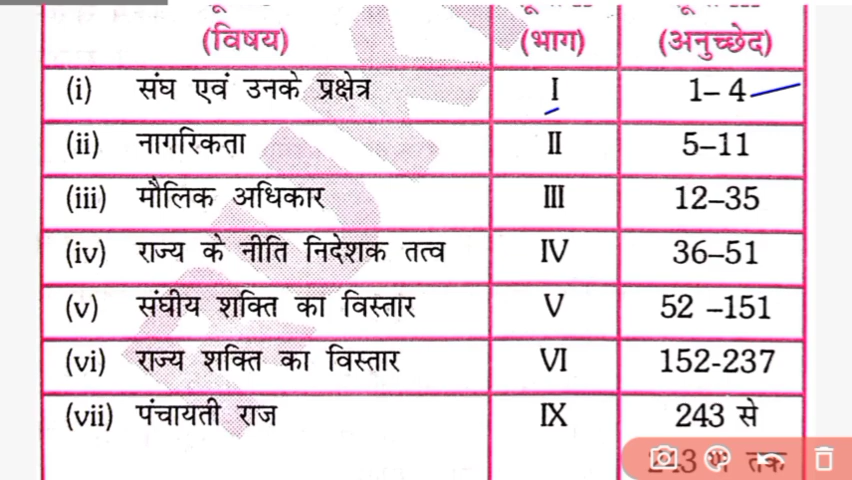 (विषय) (भाग) (अनुच्छेद)
(i) संघ एवं उनके प्रक्षेत्र I 1– 4
(ii) नागरिकता II 5–11
(iii) मौलिक अधिकार III 12–35
(iv) राज्य के नीति निदेशक तत्व IV 36–51
(v) संघीय शक्ति का विस्तार V 52 –151
(vi) राज्य शक्ति का विस्तार VI 152-237
(vii) पंचायती राज IX 243 से
तक